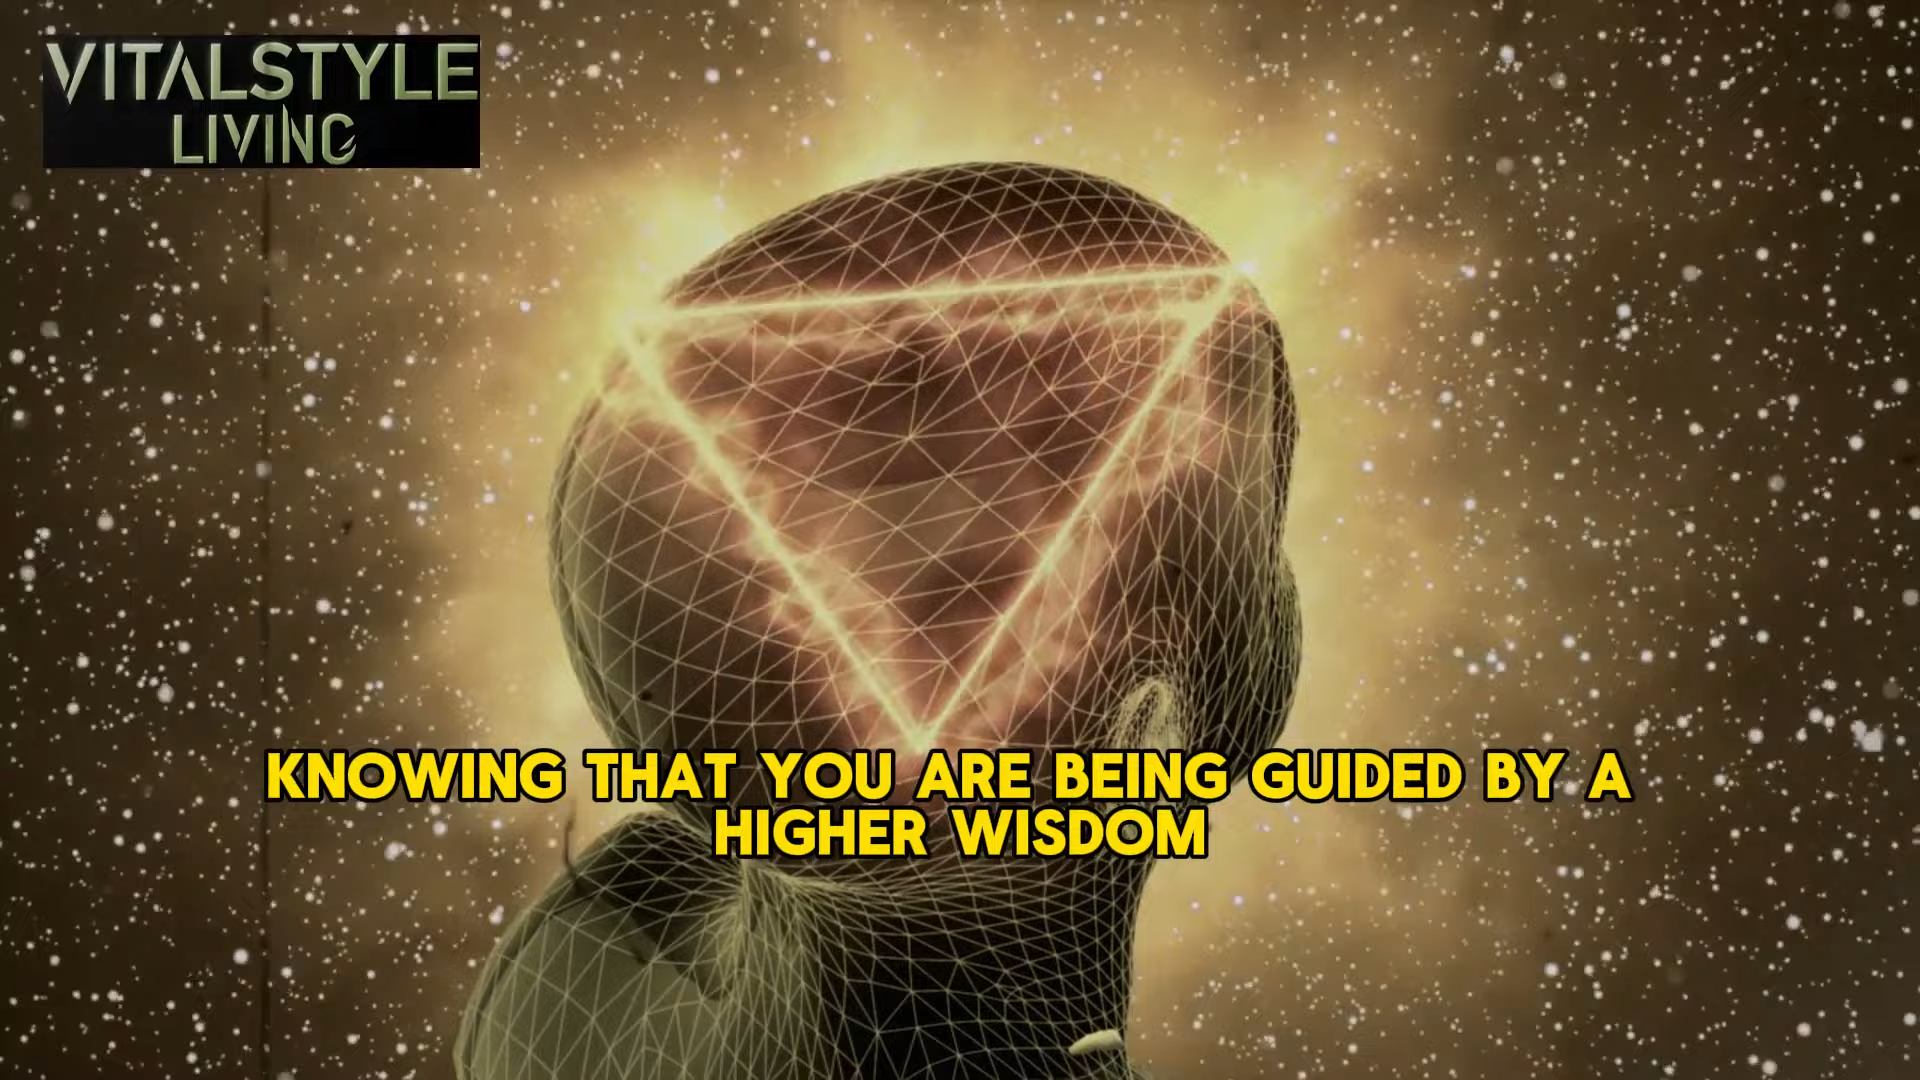 VITALSTYLE
LIVING
KNOWING THAT YOU ARE BEING GUIDED BY A
HIGHER WISDOM